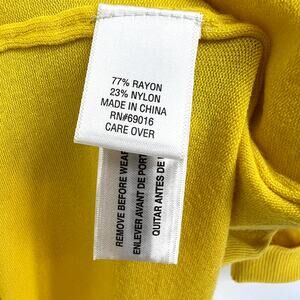 77% RAYON
23% NYLON
MADE IN CHINA
RN#69016
CARE OVER
REMOVE BEFORE WEAR
ENLEVER AVANT DE PORT
QUITAR ANTES DE